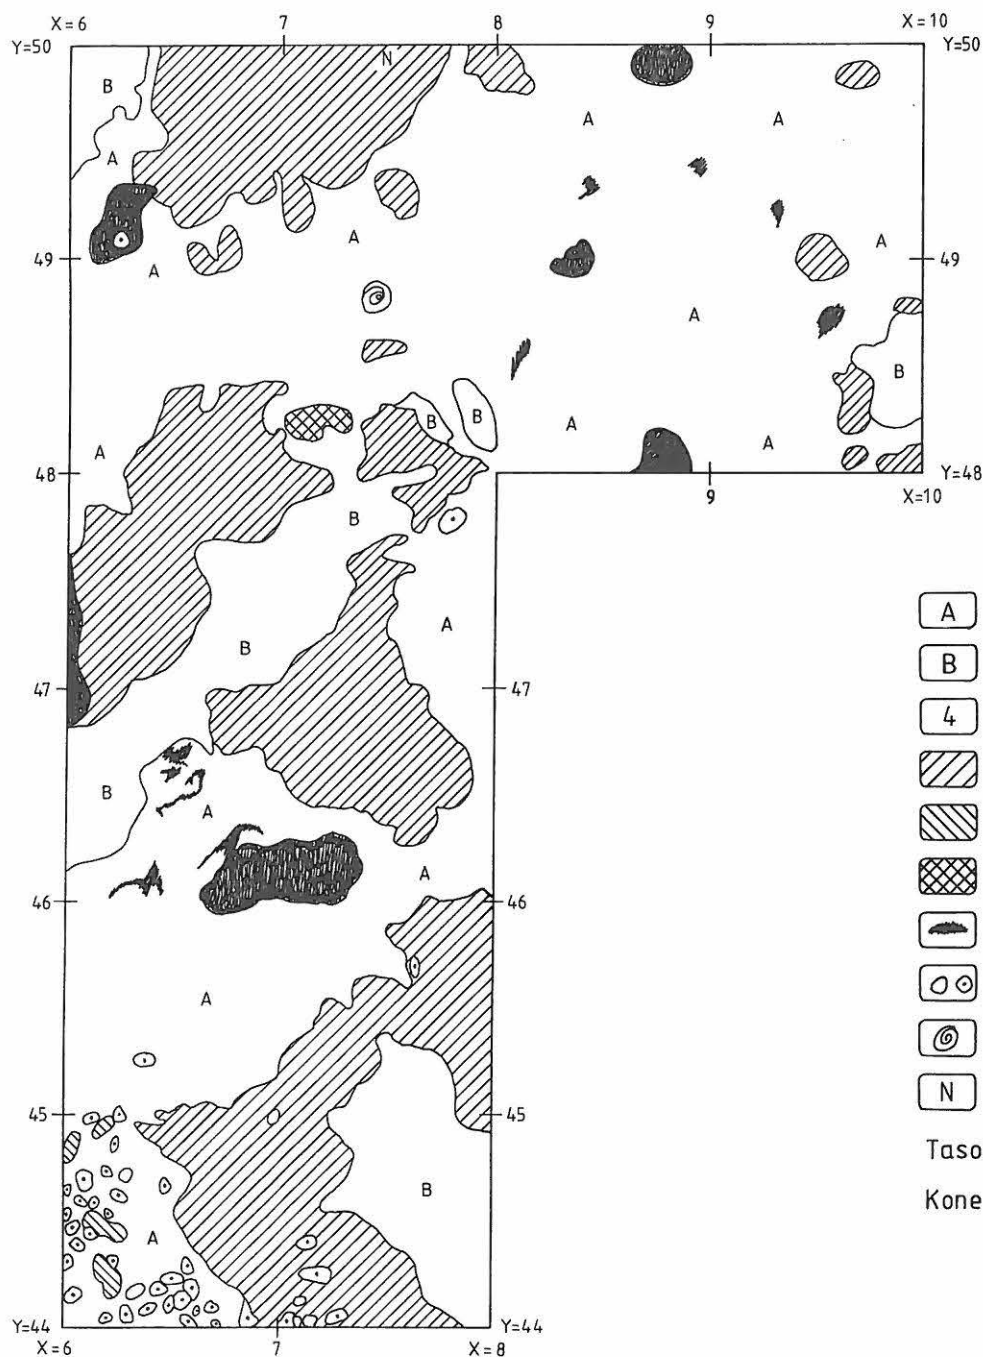 X=6 7 8 9 X=10
Y=50 Y=50
N
B
A A A
A A
49 49
A
A
B
B B
A A A
48 Y=48
9 X=10
B
A
A
B
B
47 47
B
A
B
A
46 46
A
A
B
4
45 45
N
B
Taso
A
Kone
Y=44 Y=44
X=6 7 X=8